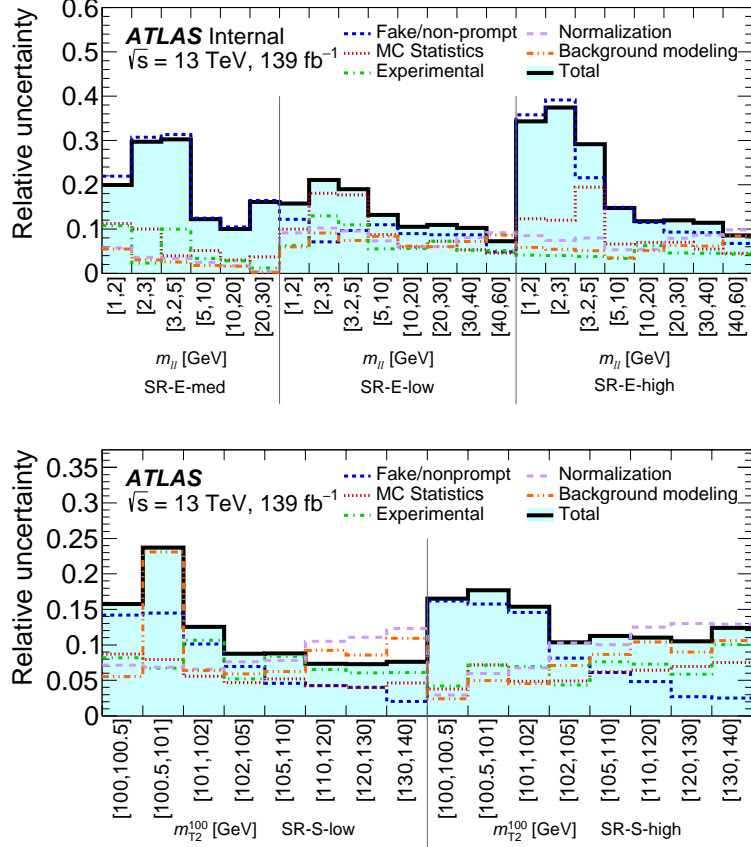 0.6
0.5
0.4
0.3
0.2
0.1
0
Relative uncertainty
ATLAS Internal
√s = 13 TeV, 139 fb⁻¹
Fake/non-prompt
MC Statistics
Experimental
Normalization
Background modeling
Total
[1,2] [2,3] [3.2,5] [5,10] [10,20] [20,30] [1,2] [2,3] [3.2,5] [5,10] [10,20] [20,30] [30,40] [40,60] [1,2] [2,3] [3.2,5] [5,10] [10,20] [20,30] [30,40] [40,60]
m_ll [GeV] m_ll [GeV] m_ll [GeV]
SR-E-med SR-E-low SR-E-high
0.35
0.3
0.25
0.2
0.15
0.1
0.05
0
Relative uncertainty
ATLAS
√s = 13 TeV, 139 fb⁻¹
Fake/nonprompt
MC Statistics
Experimental
Normalization
Background modeling
Total
[100,100.5] [100.5,101] [101,102] [102,105] [105,110] [110,120] [120,130] [130,140] [100,100.5] [100.5,101] [101,102] [102,105] [105,110] [110,120] [120,130] [130,140]
m_T2^100 [GeV] SR-S-low m_T2^100 [GeV] SR-S-high